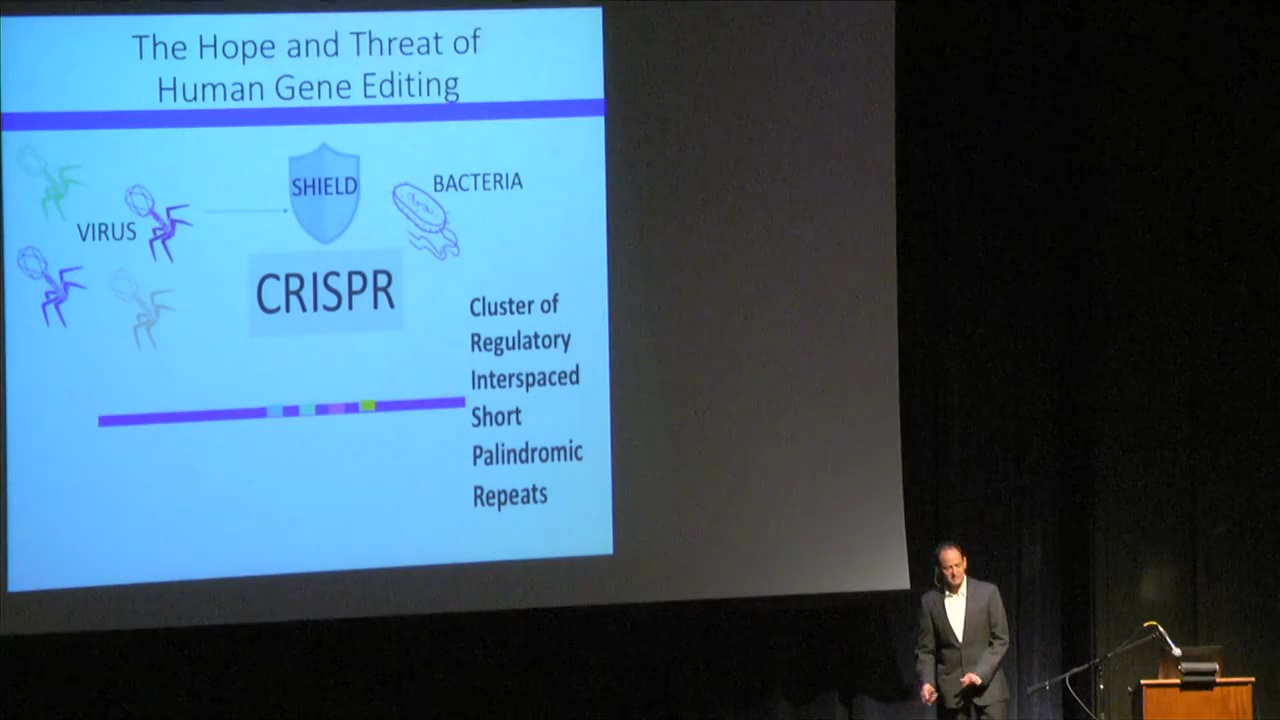 The Hope and Threat of
Human Gene Editing
SHIELD
BACTERIA
VIRUS
CRISPR
Cluster of
Regulatory
Interspaced
Short
Palindromic
Repeats